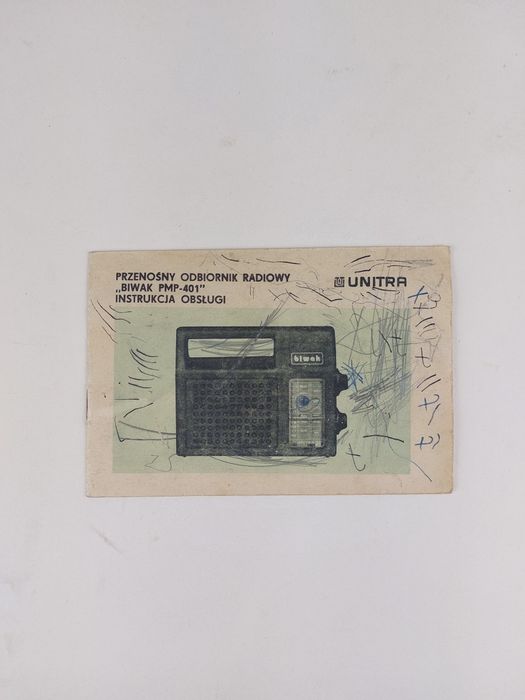 PRZENOŚNY ODBIORNIK RADIOWY
„BIWAK PMP-401”
INSTRUKCJA OBSŁUGI
UNITRA
biwak